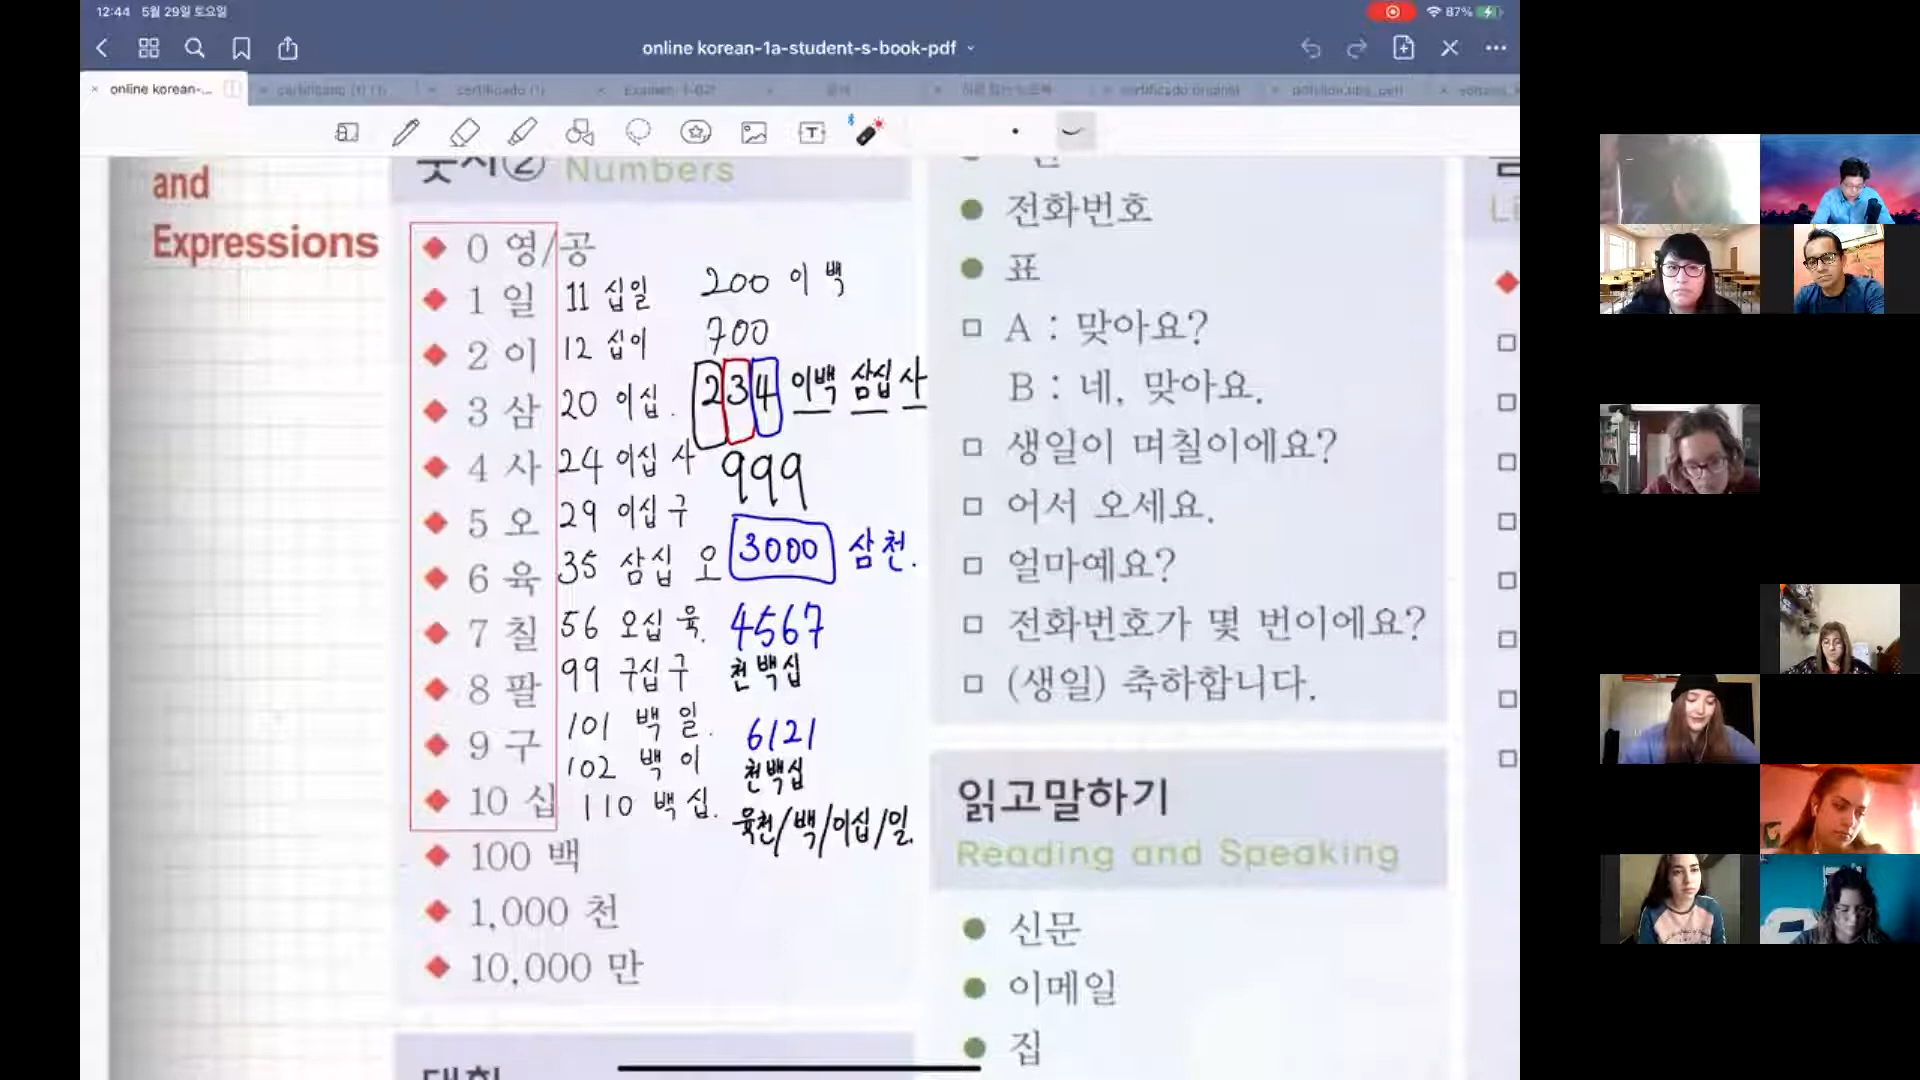 12:44 5월 29일 토요일
87%
online korean-1a-student-s-book-pdf
online korean-...
certificado (1)
certificado original
and
Expressions
Numbers
0 영/공
1 일 11 십일 200 이백
2 이 12 십이 700
3 삼 20 이십. 234 이백 삼십 사
4 사 24 이십 사 999
5 오 29 이십 구
6 육 35 삼십 오 3000 삼천.
7 칠 56 오십 육. 4567
8 팔 99 구십 구 천백십
9 구 101 백 일. 6121
102 백 이 천백십
10 십 110 백 십. 육천/백/이십/일.
100 백
1,000 천
10,000 만
전화번호
표
A : 맞아요?
B : 네, 맞아요.
생일이 며칠이에요?
어서 오세요.
얼마예요?
전화번호가 몇 번이에요?
(생일) 축하합니다.
읽고말하기
Reading and Speaking
신문
이메일
집